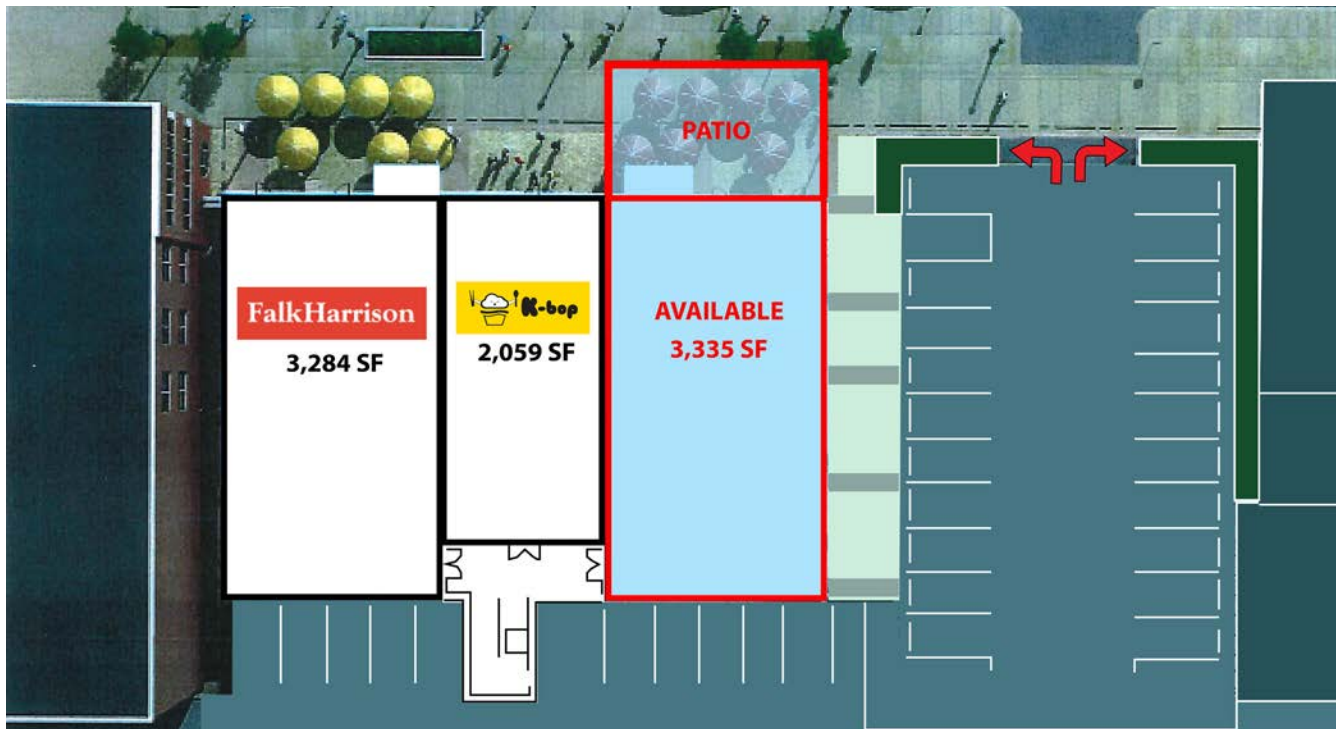 PATIO
FalkHarrison
3,284 SF
K-bop
2,059 SF
AVAILABLE
3,335 SF